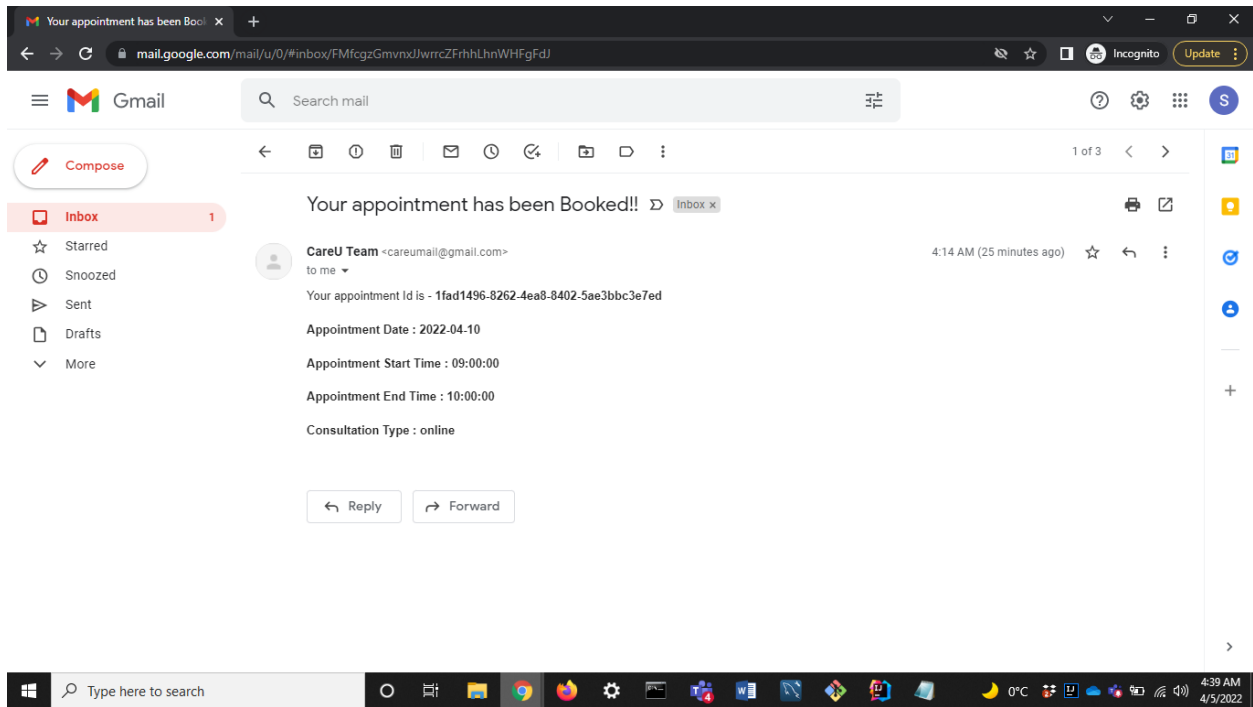 Your appointment has been Book
mail.google.com/mail/u/0/#inbox/FMfcgzGmvnxJJwrrcZFrhhLhnWHFgFdJ
Incognito
Update
Gmail
Search mail
S
Compose
1 of 3
31
Your appointment has been Booked!!
Inbox x
Inbox 1
Starred
Snoozed
Sent
Drafts
More
CareU Team <careumail@gmail.com>
4:14 AM (25 minutes ago)
to me
Your appointment Id is - 1fad1496-8262-4ea8-8402-5ae3bbc3e7ed
Appointment Date : 2022-04-10
Appointment Start Time : 09:00:00
Appointment End Time : 10:00:00
Consultation Type : online
Reply
Forward
Type here to search
4
0°C
4:39 AM
4/5/2022